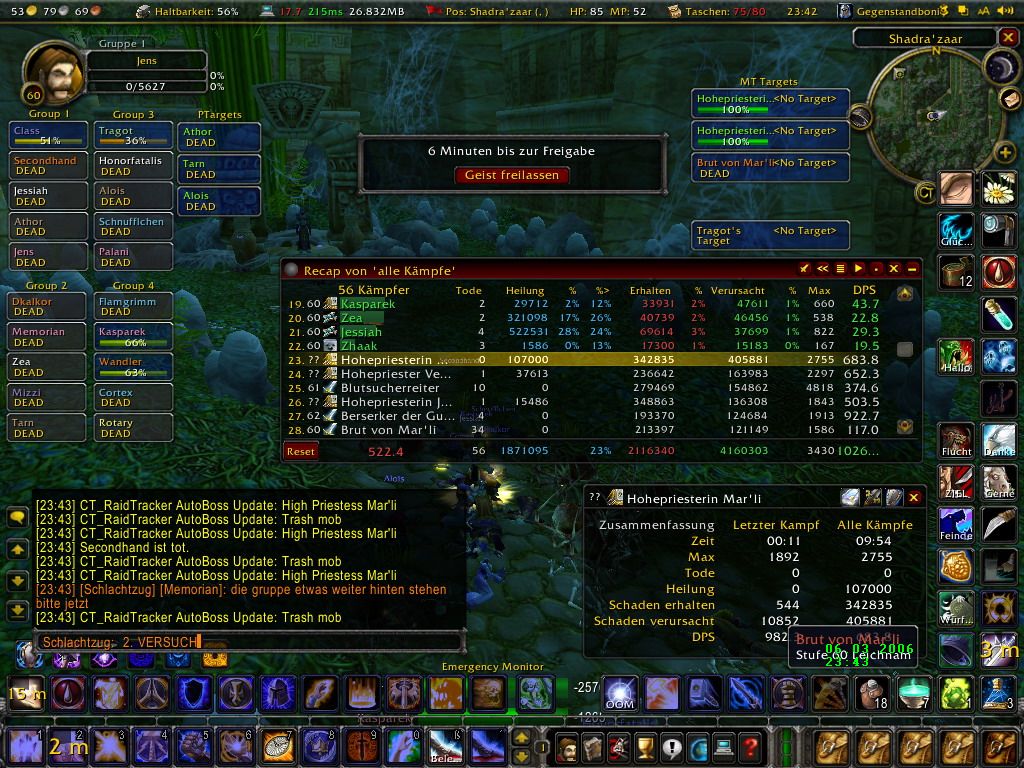 53 79 69 Haltbarkeit: 56% 17.7 215ms 26.832MB Pos: Shadra'zaar (, ) HP: 85 MP: 52 Taschen: 75/80 23:42 Gegenstandboni
Gruppe 1
Jens
0%
0/5627 0%
60
Shadra'zaar
N
Group 1 Group 3 PTargets
Class 51%
Tragot 36%
Athor DEAD
Secondhand DEAD
Honorfatalis DEAD
Tarn DEAD
Jessiah DEAD
Alois DEAD
Alois DEAD
Athor DEAD
Schnufflchen DEAD
Jens DEAD
Palani DEAD
Group 2 Group 4
Dkalkor DEAD
Flamgrimm DEAD
Memorian DEAD
Kasparek 66%
Zea DEAD
Wandler 63%
Mizzi DEAD
Cortex DEAD
Tarn DEAD
Rotary DEAD
6 Minuten bis zur Freigabe
Geist freilassen
MT Targets
Hohepriesteri... <No Target>
100%
Hohepriesteri... <No Target>
100%
Brut von Mar'li <No Target>
DEAD
Tragot's Target <No Target>
CT
Recap von 'alle Kämpfe'
56 Kämpfer Tode Heilung % %> Erhalten % Verursacht % Max DPS
19. 60 Kasparek 2 29712 2% 12% 33931 2% 47611 1% 660 43.7
20. 60 Zea 2 321098 17% 26% 40739 2% 46456 1% 538 22.8
21. 60 Jessiah 4 522531 28% 24% 69614 3% 37699 1% 822 29.3
22. 60 Zhaak 3 1586 0% 13% 17300 1% 15183 0% 167 19.5
23. ?? Hohepriesterin ... 0 107000 342835 405881 2755 683.8
24. ?? Hohepriester Ve... 1 37613 236642 163983 2297 652.3
25. 61 Blutsucherreiter 10 0 279469 154862 4818 374.6
26. ?? Hohepriesterin J... 1 15486 348863 136308 1843 503.5
27. 62 Berserker der Gu... 4 0 193370 124684 1913 922.7
28. 60 Brut von Mar'li 34 0 213397 121149 1586 117.0
Reset 522.4 56 1871095 23% 2116340 4160303 3430 1026...
Alois
[23:43] CT_RaidTracker AutoBoss Update: High Priestess Mar'li
[23:43] CT_RaidTracker AutoBoss Update: Trash mob
[23:43] CT_RaidTracker AutoBoss Update: High Priestess Mar'li
[23:43] Secondhand ist tot.
[23:43] CT_RaidTracker AutoBoss Update: Trash mob
[23:43] CT_RaidTracker AutoBoss Update: High Priestess Mar'li
[23:43] [Schlachtzug] [Memorian]: die gruppe etwas weiter hinten stehen
bitte jetzt
[23:43] CT_RaidTracker AutoBoss Update: Trash mob
Schlachtzug: 2. VERSUCH
?? Hohepriesterin Mar'li
Zusammenfassung Letzter Kampf Alle Kämpfe
Zeit 00:11 09:54
Max 1892 2755
Tode 0 0
Heilung 0 107000
Schaden erhalten 544 342835
Schaden verursacht 10852 405881
DPS 982
Brut von Mar'li
Stufe 60 Leichnam
06.03.2006
23:43
12
Hallo
Flucht
Danke
ZIEL
Gerne
Feinde
Würf...
3 m
Emergency Monitor
15 m
-257
OOM
18
7
1
3
Kasparek
2 m
Bele...